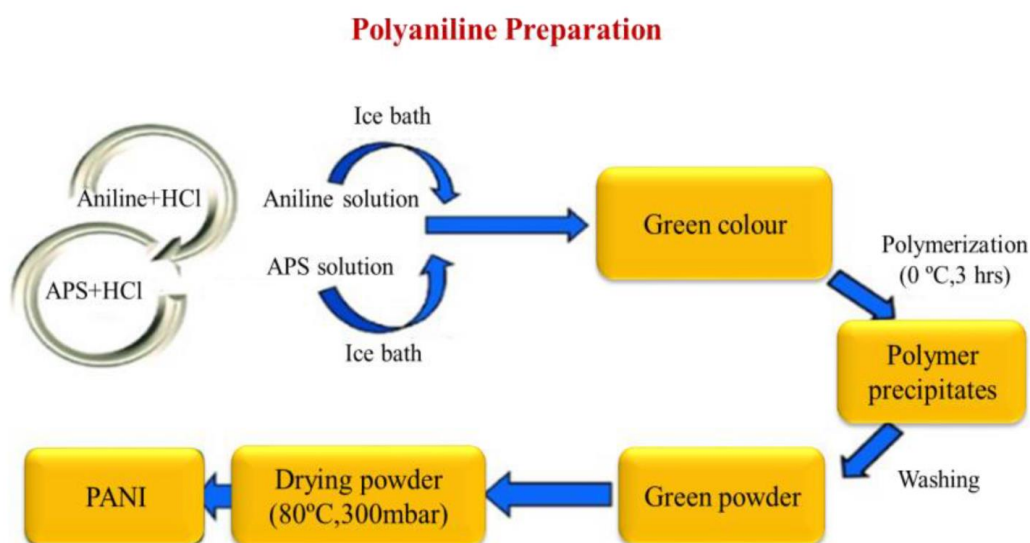 Polyaniline Preparation
Ice bath
Aniline+HCl
Aniline solution
Green colour
APS solution
APS+HCl
Ice bath
Polymerization
(0 ºC,3 hrs)
Polymer
precipitates
Washing
Green powder
Drying powder
(80ºC,300mbar)
PANI